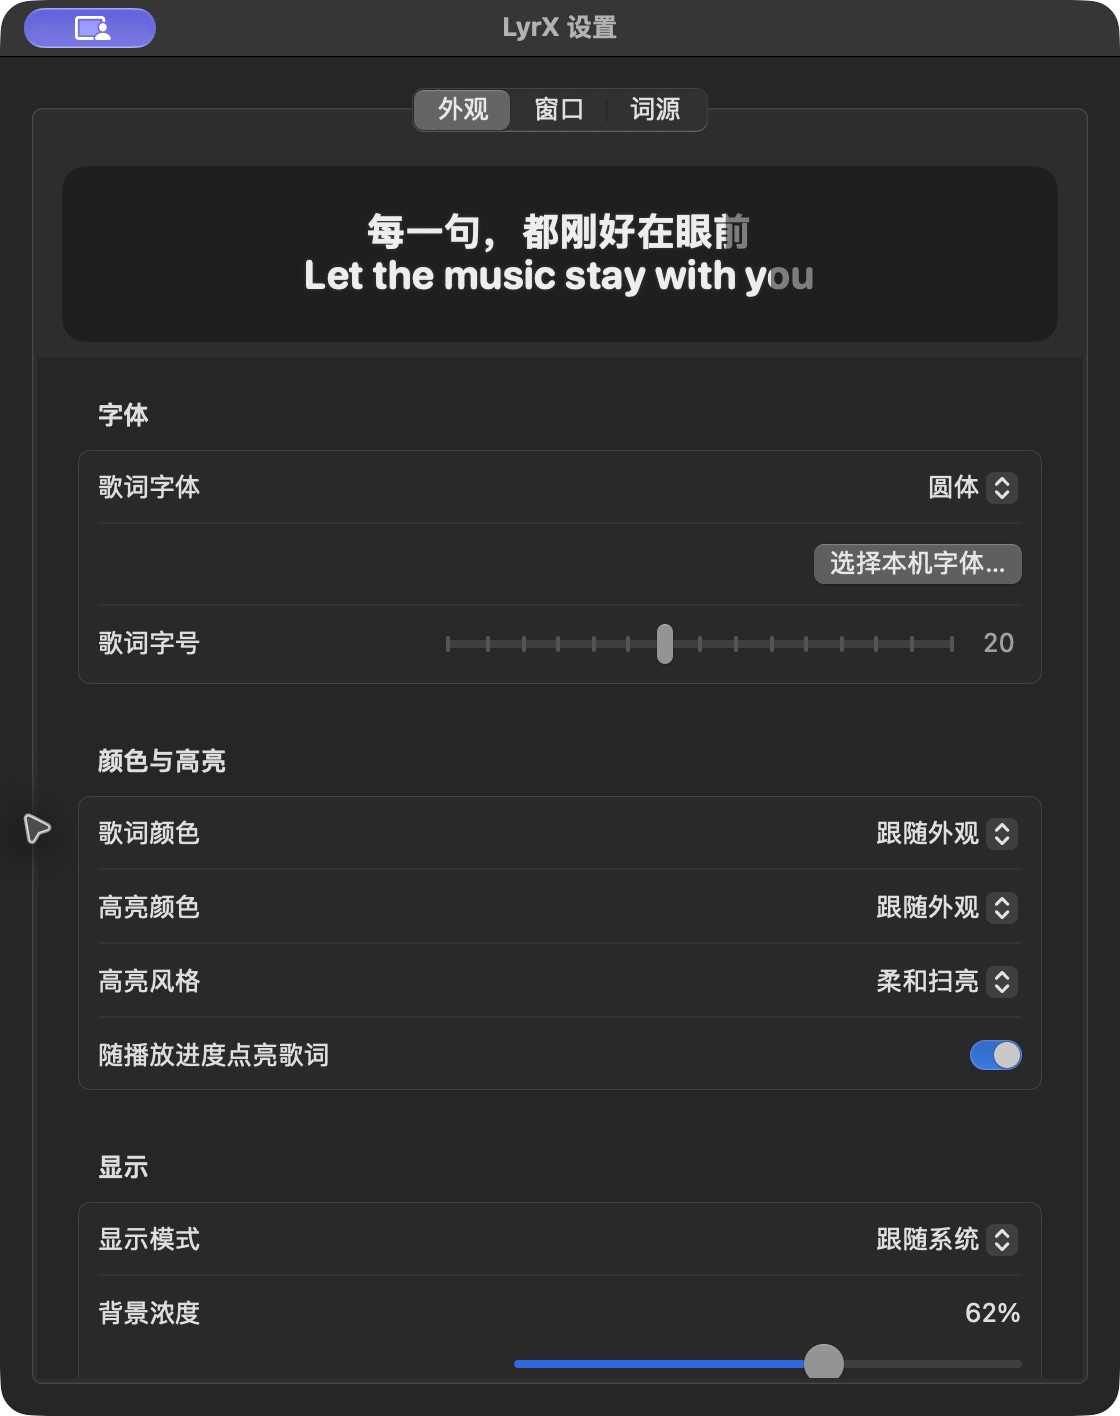 LyrX 设置
外观 窗口 词源
每一句，都刚好在眼前
Let the music stay with you
字体
歌词字体 圆体
选择本机字体...
歌词字号 20
颜色与高亮
歌词颜色 跟随外观
高亮颜色 跟随外观
高亮风格 柔和扫亮
随播放进度点亮歌词
显示
显示模式 跟随系统
背景浓度 62%